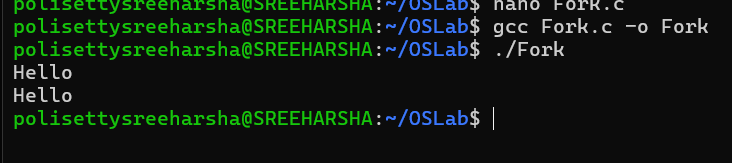 polisettysreeharsha@SREEHARSHA:~/OSLab$ nano Fork.c
polisettysreeharsha@SREEHARSHA:~/OSLab$ gcc Fork.c -o Fork
polisettysreeharsha@SREEHARSHA:~/OSLab$ ./Fork
Hello
Hello
polisettysreeharsha@SREEHARSHA:~/OSLab$